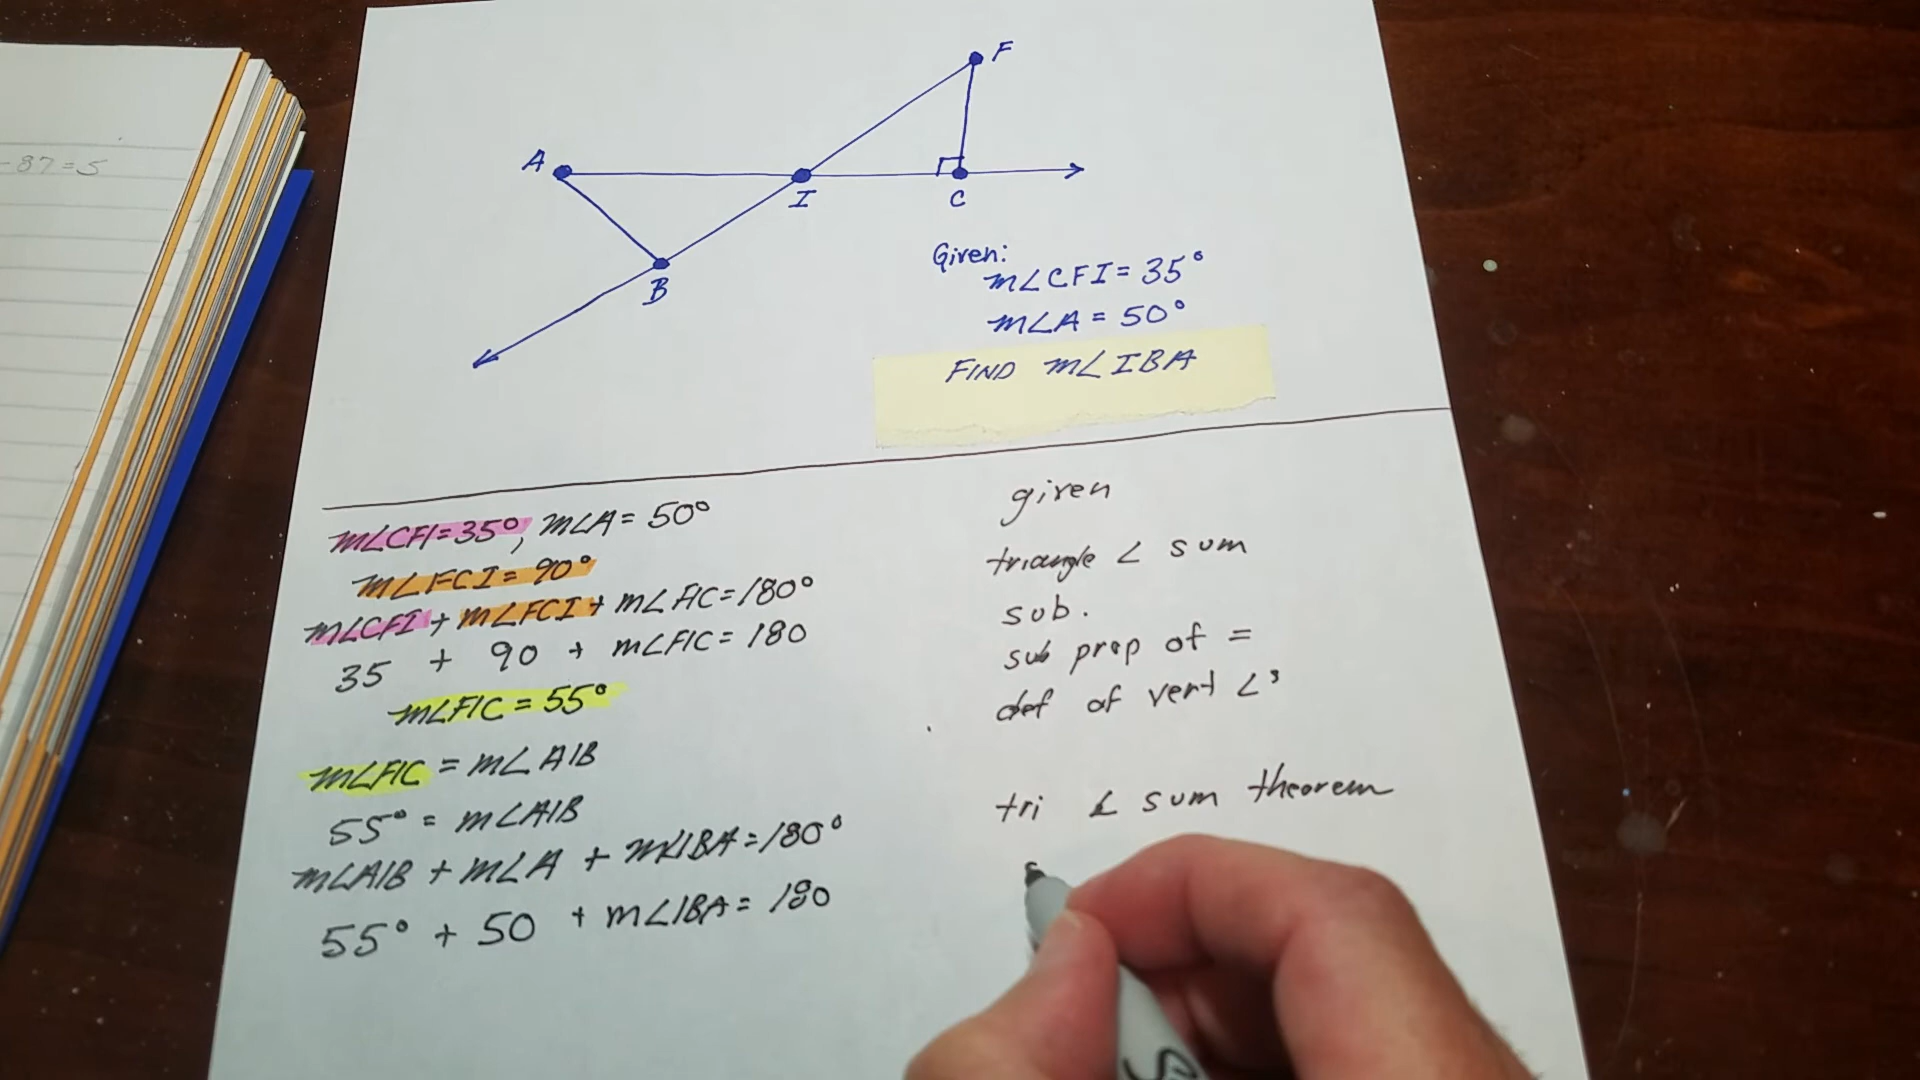 -87=5
F
A
I
C
B
Given:
m∠CFI = 35°
m∠A = 50°
FIND m∠IBA
m∠CFI = 35°, m∠A = 50°
given
m∠FCI = 90°
triangle ∠ sum
m∠CFI + m∠FCI + m∠FIC = 180°
sub.
35 + 90 + m∠FIC = 180
sub prop of =
m∠FIC = 55°
def of vert ∠s
m∠FIC = m∠AIB
55° = m∠AIB
tri ∠ sum theorem
m∠AIB + m∠A + m∠IBA = 180°
55° + 50 + m∠IBA = 180